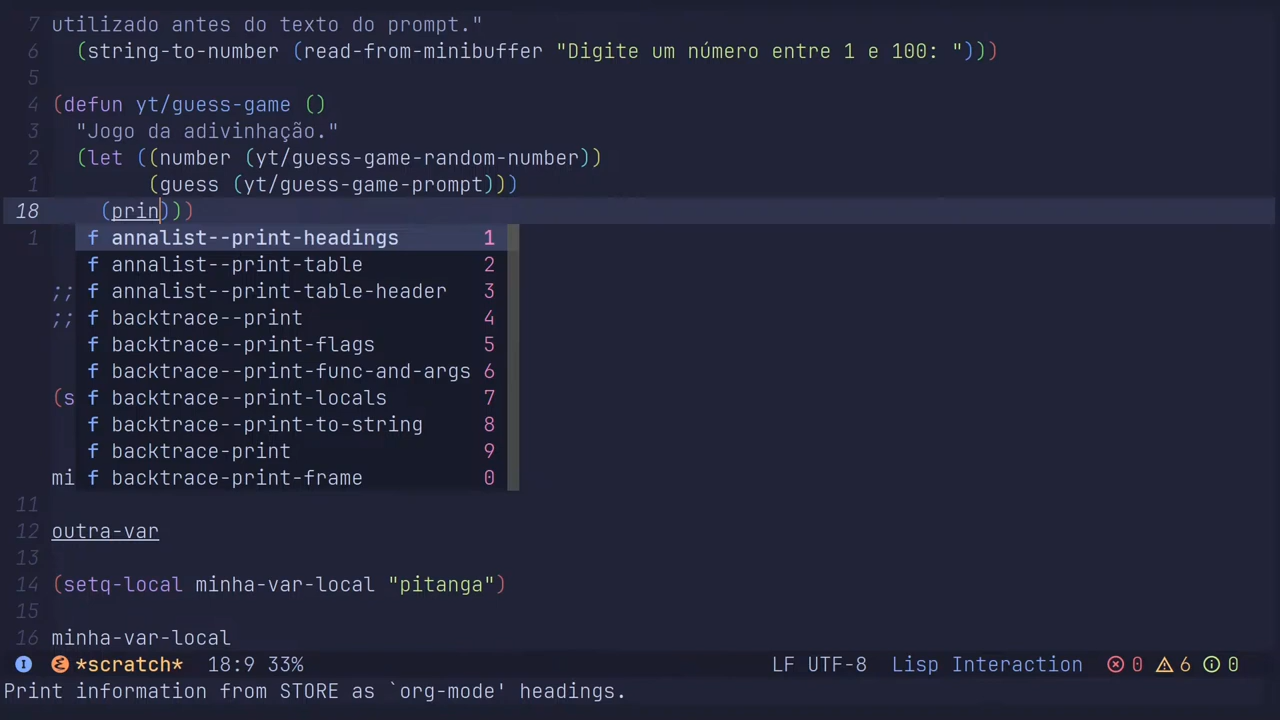 7 utilizado antes do texto do prompt."
6 (string-to-number (read-from-minibuffer "Digite um número entre 1 e 100: ")))
5
4 (defun yt/guess-game ()
3 "Jogo da adivinhação."
2 (let ((number (yt/guess-game-random-number))
1 (guess (yt/guess-game-prompt)))
18 (prin)))
1 f annalist--print-headings 1
f annalist--print-table 2
;; f annalist--print-table-header 3
;; f backtrace--print 4
f backtrace--print-flags 5
f backtrace--print-func-and-args 6
(s f backtrace--print-locals 7
f backtrace--print-to-string 8
f backtrace-print 9
mi f backtrace-print-frame 0
11
12 outra-var
13
14 (setq-local minha-var-local "pitanga")
15
16 minha-var-local
I *scratch* 18:9 33% LF UTF-8 Lisp Interaction 0 6 0
Print information from STORE as `org-mode' headings.